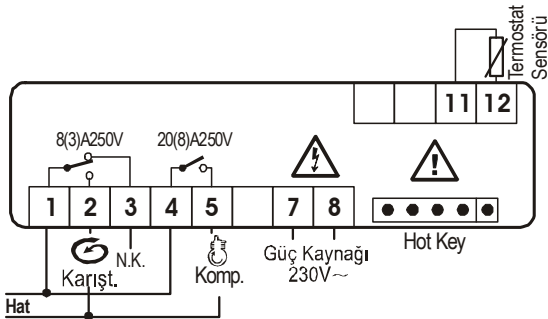 Termostat
Sensörü
11 12
8(3)A250V
20(8)A250V
1 2 3 4 5 7 8
Hot Key
N.K.
Karışt.
Komp.
Güç Kaynağı
230V~
Hat